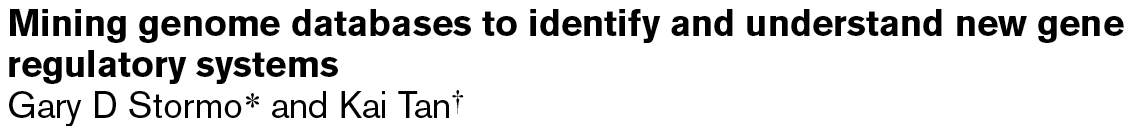 Mining genome databases to identify and understand new gene
regulatory systems
Gary D Stormo* and Kai Tan†